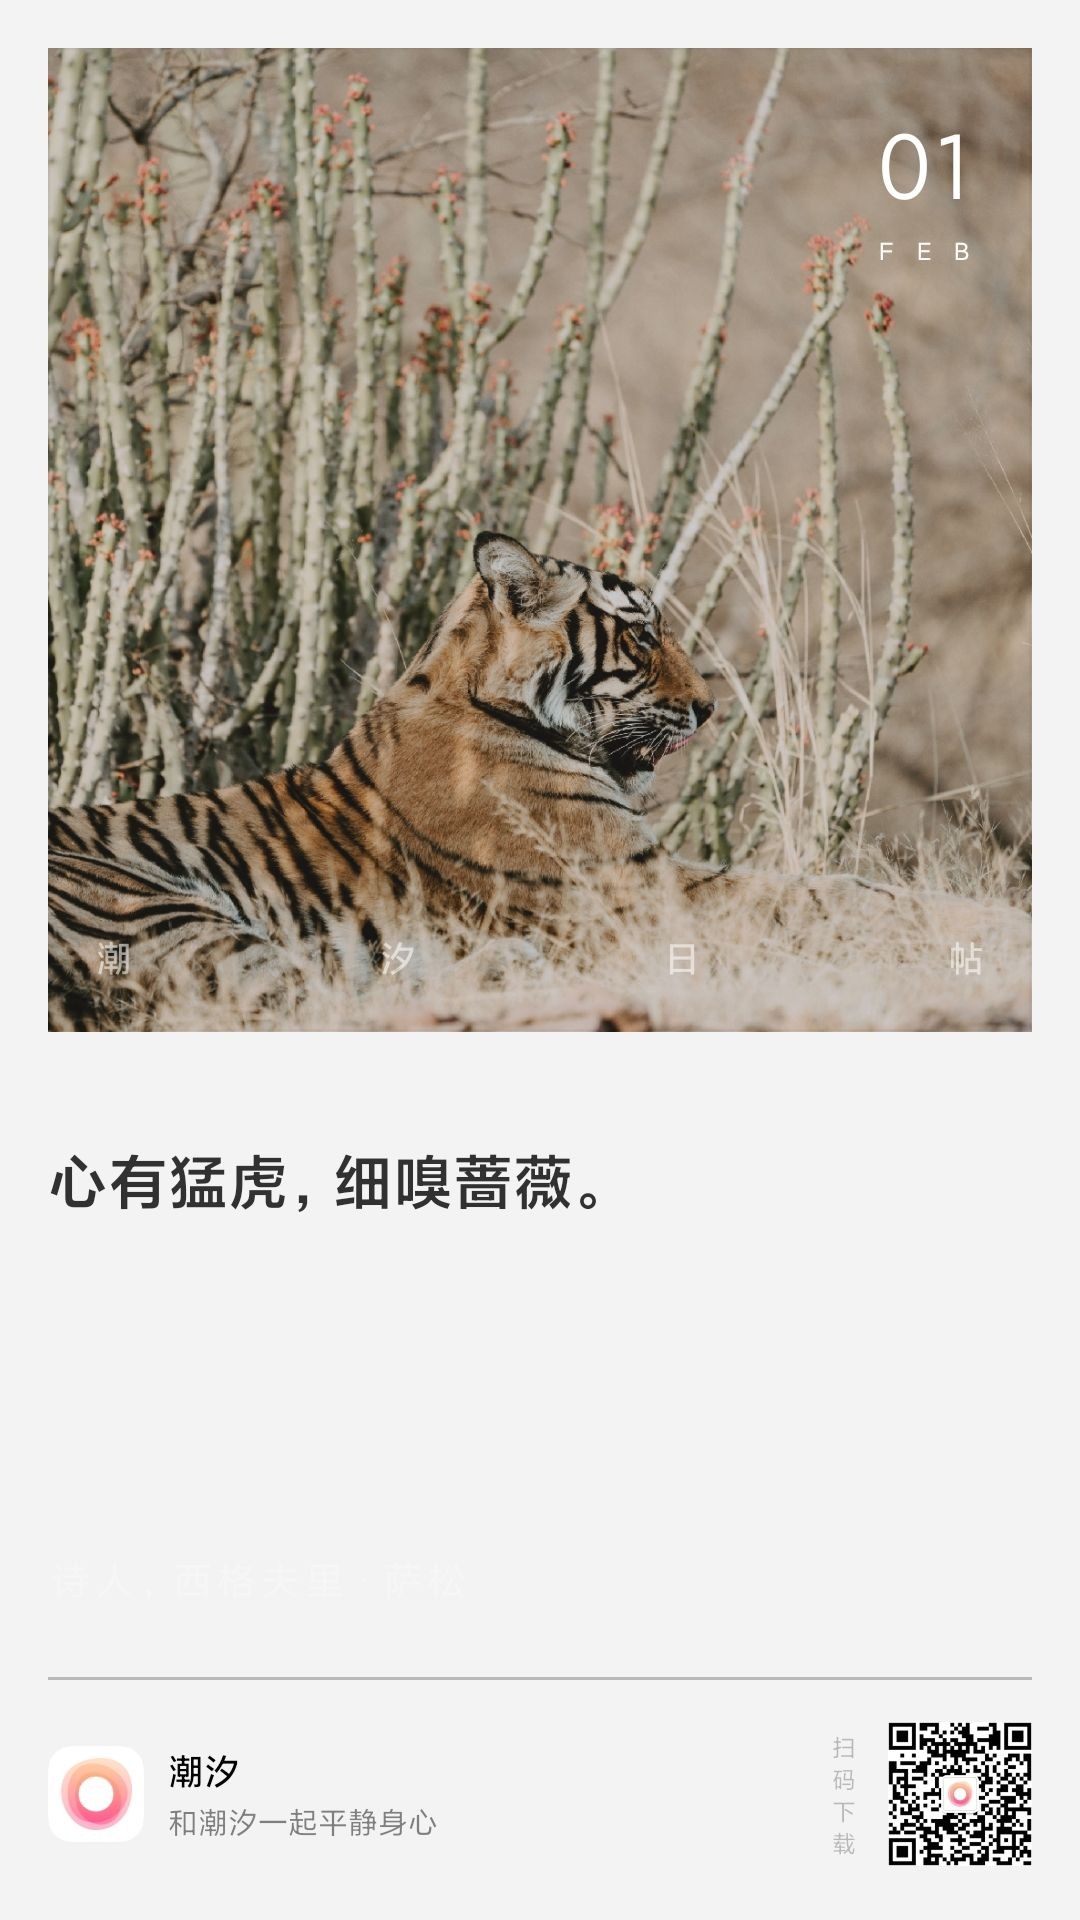 01
FEB
潮汐日帖
心有猛虎，细嗅蔷薇。
诗人，西格夫里·萨松
潮汐
和潮汐一起平静身心
扫码下载